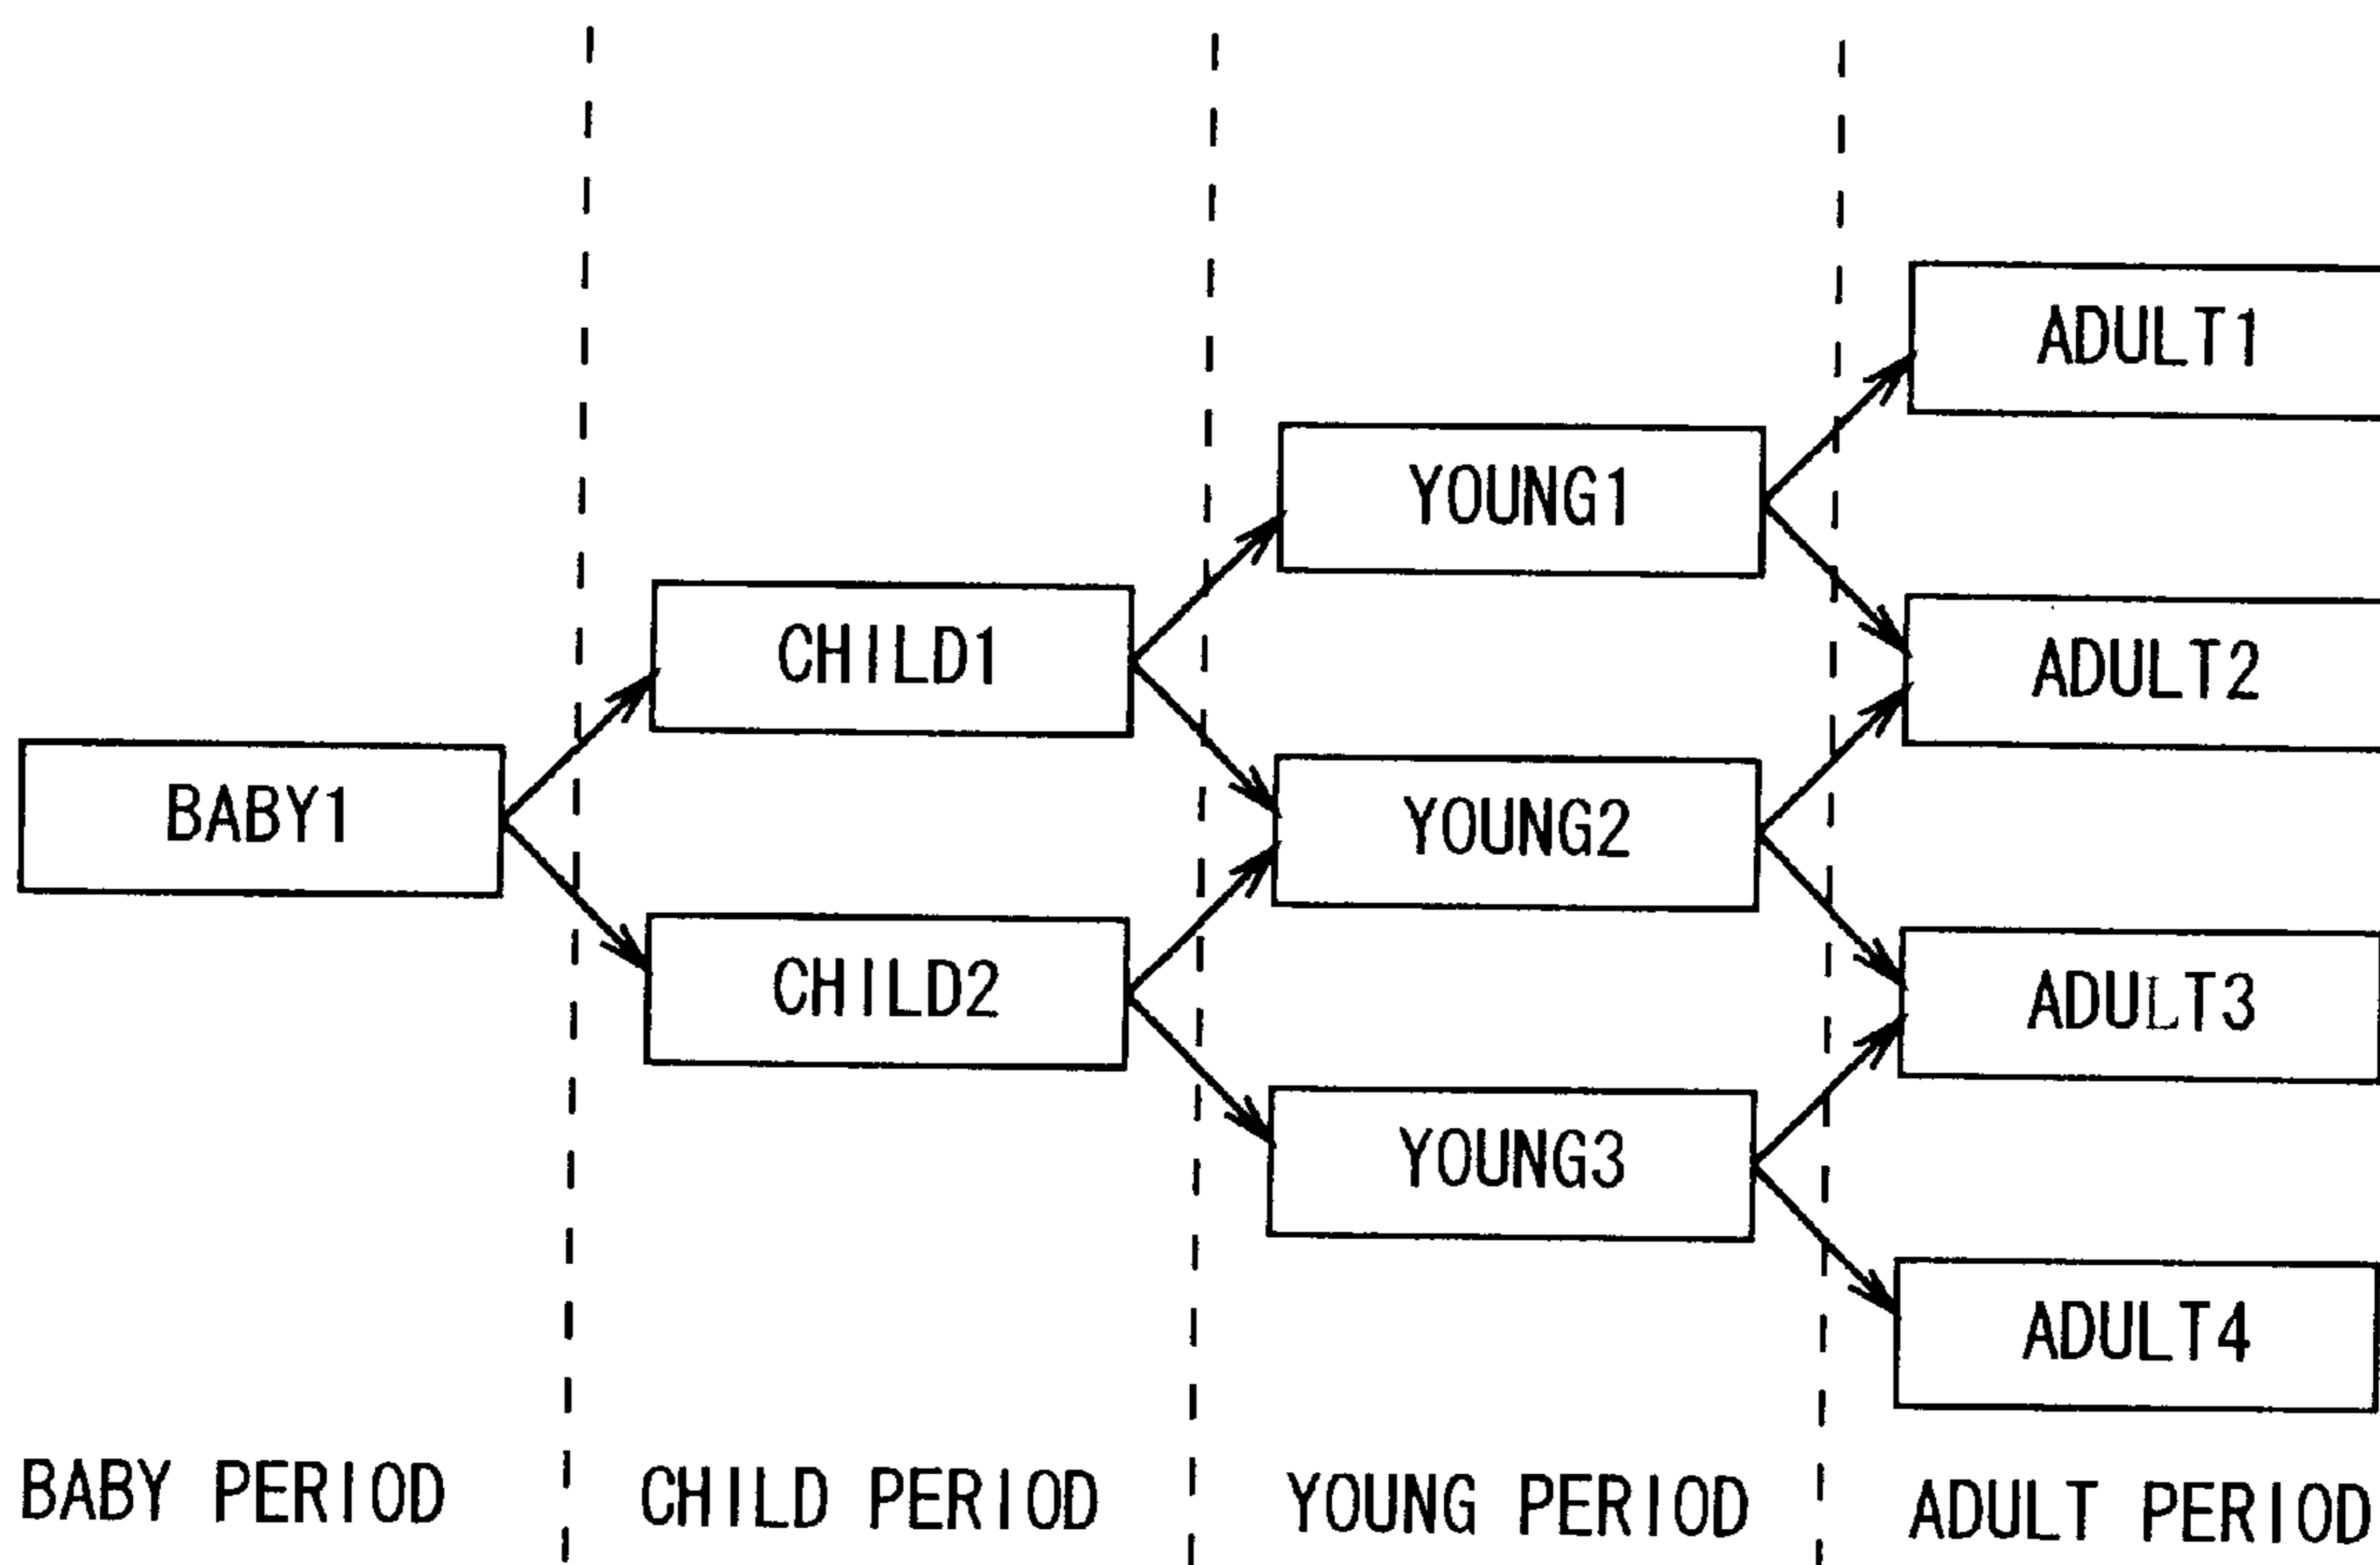 ADULT1
YOUNG1
CHILD1
ADULT2
BABY1
YOUNG2
CHILD2
ADULT3
YOUNG3
ADULT4
BABY PERIOD
CHILD PERIOD
YOUNG PERIOD
ADULT PERIOD